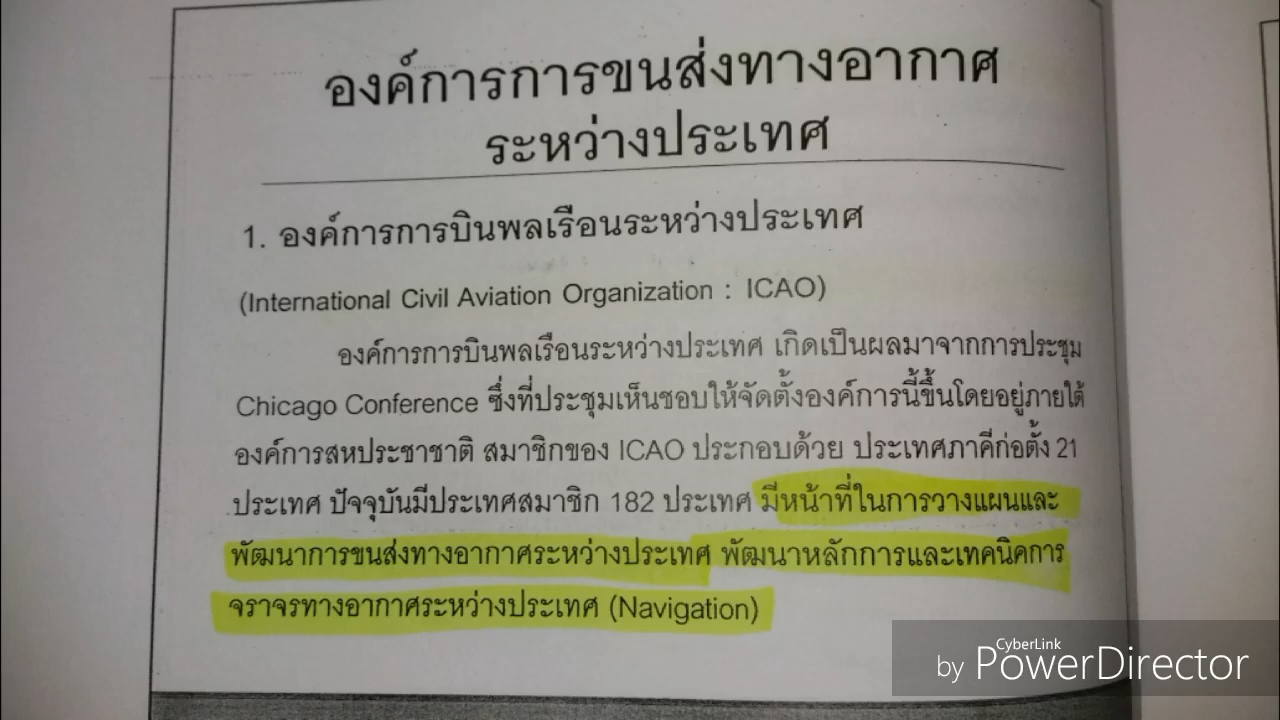 องค์การการขนส่งทางอากาศ
ระหว่างประเทศ
1. องค์การการบินพลเรือนระหว่างประเทศ
(International Civil Aviation Organization : ICAO)
องค์การการบินพลเรือนระหว่างประเทศ เกิดเป็นผลมาจากการประชุม
Chicago Conference ซึ่งที่ประชุมเห็นชอบให้จัดตั้งองค์การนี้ขึ้นโดยอยู่ภายใต้
องค์การสหประชาชาติ สมาชิกของ ICAO ประกอบด้วย ประเทศภาคีก่อตั้ง 21
ประเทศ ปัจจุบันมีประเทศสมาชิก 182 ประเทศ มีหน้าที่ในการวางแผนและ
พัฒนาการขนส่งทางอากาศระหว่างประเทศ พัฒนาหลักการและเทคนิคการ
จราจรทางอากาศระหว่างประเทศ (Navigation)
CyberLink
by PowerDirector